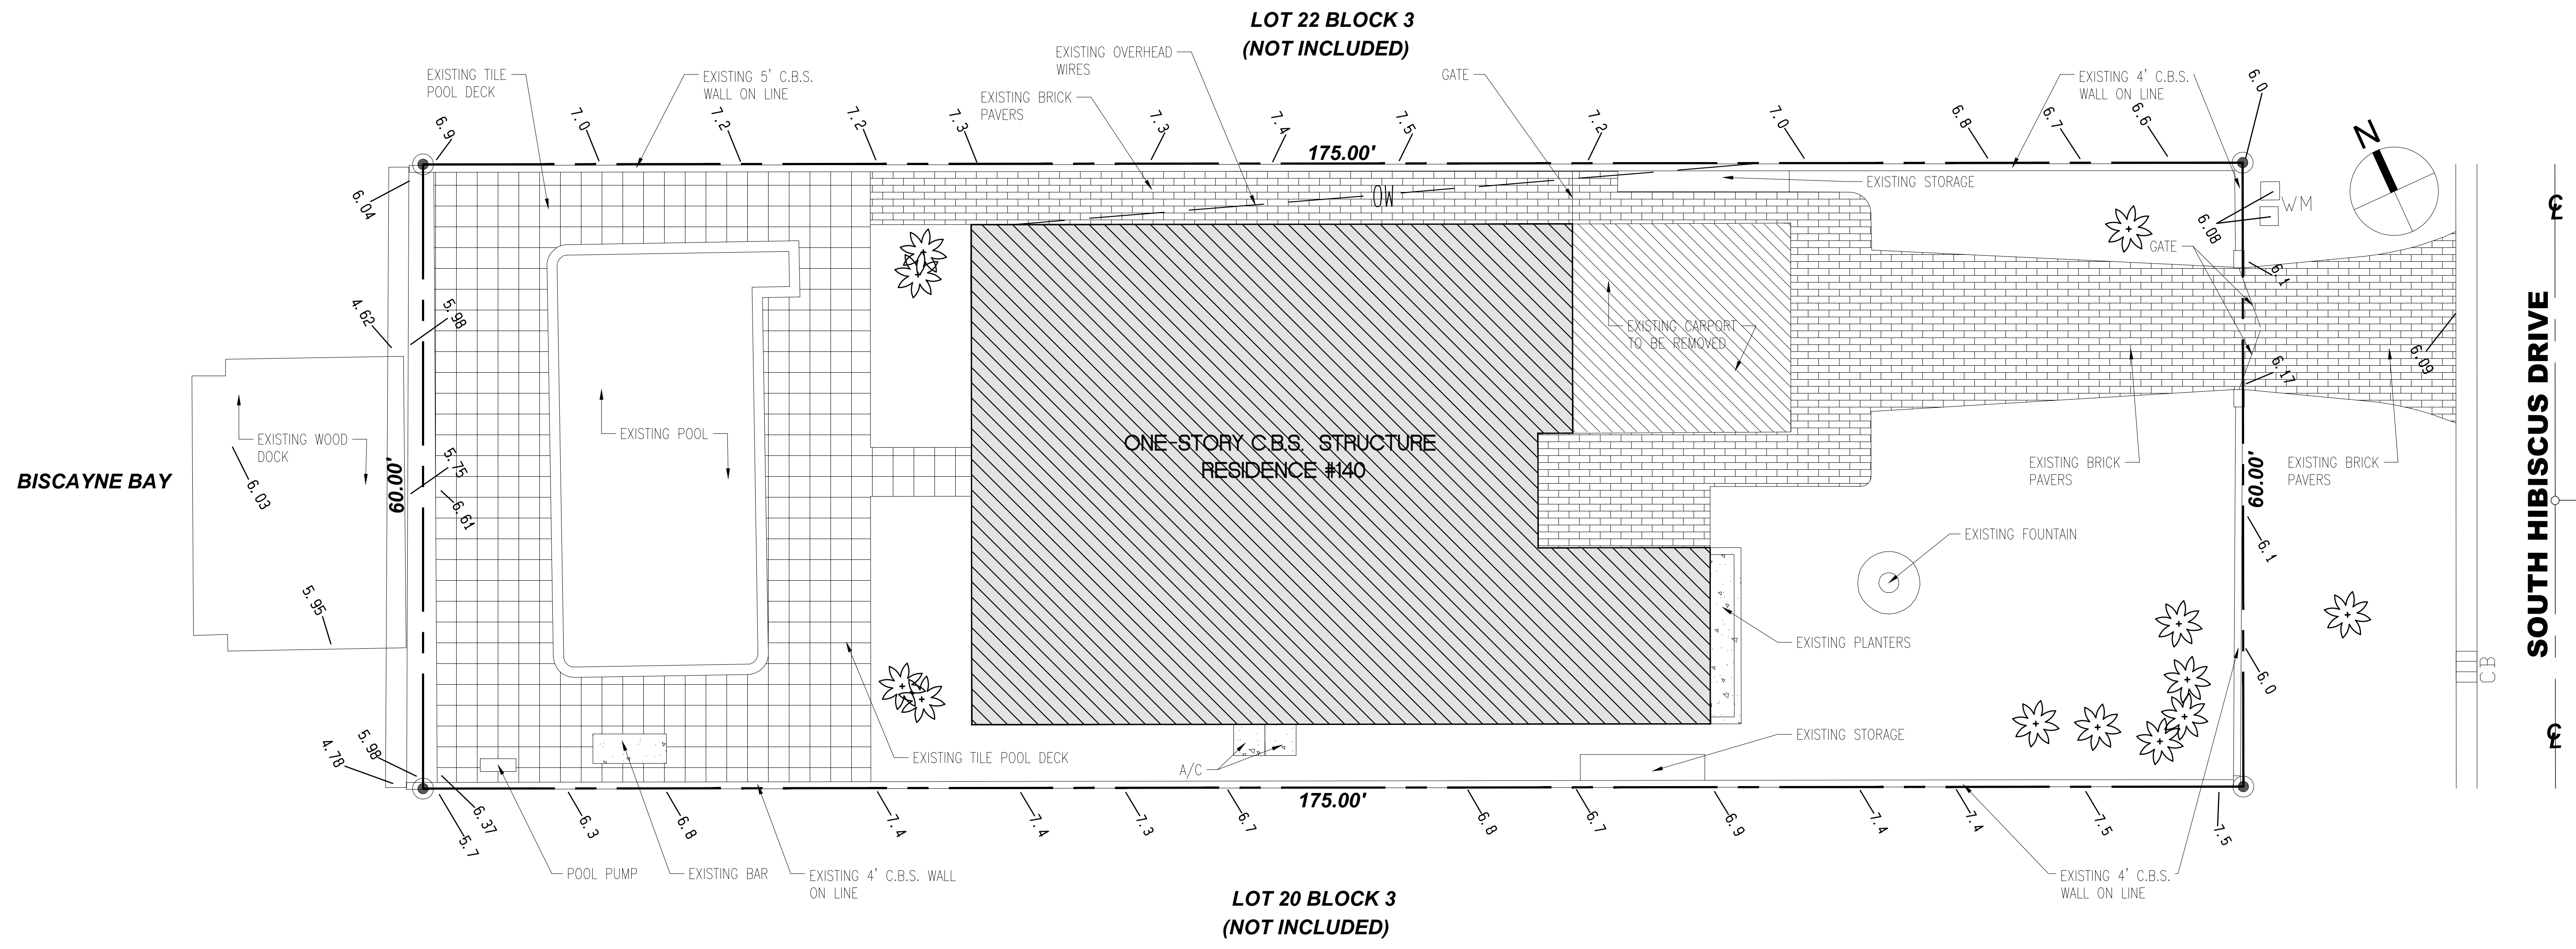 LOT 22 BLOCK 3
(NOT INCLUDED)
EXISTING TILE
POOL DECK
EXISTING 5' C.B.S.
WALL ON LINE
EXISTING OVERHEAD
WIRES
EXISTING BRICK
PAVERS
GATE
EXISTING 4' C.B.S.
WALL ON LINE
6.9
7.0
7.2
7.2
7.3
7.3
7.4
7.5
7.2
7.0
6.8
6.7
6.6
6.0
N
175.00'
OW
EXISTING STORAGE
WM
6.08
GATE
6.1
6.04
4.62
5.98
EXISTING CARPORT
TO BE REMOVED
6.17
6.09
EXISTING WOOD
DOCK
6.03
5.95
EXISTING POOL
ONE-STORY C.B.S. STRUCTURE
RESIDENCE #140
BISCAYNE BAY
60.00'
5.75
6.61
EXISTING BRICK
PAVERS
EXISTING BRICK
PAVERS
60.00'
SOUTH HIBISCUS DRIVE
EXISTING FOUNTAIN
6.1
EXISTING PLANTERS
6.0
CB
EXISTING STORAGE
EXISTING TILE POOL DECK
A/C
5.98
4.78
6.37
5.7
6.3
6.8
7.4
7.4
7.3
6.7
175.00'
6.8
6.7
6.9
7.4
7.4
7.5
7.5
POOL PUMP
EXISTING BAR
EXISTING 4' C.B.S. WALL
ON LINE
EXISTING 4' C.B.S.
WALL ON LINE
LOT 20 BLOCK 3
(NOT INCLUDED)